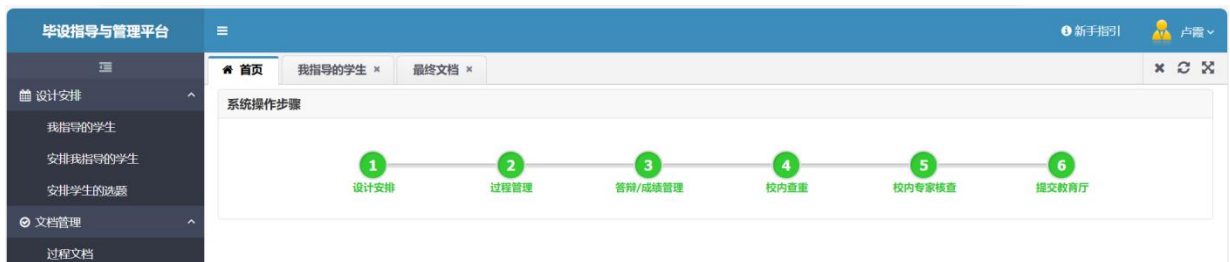 毕设指导与管理平台
新手指引 卢霞
首页 我指导的学生 × 最终文档 ×
设计安排
系统操作步骤
我指导的学生
安排我指导的学生
安排学生的选题
1 2 3 4 5 6
设计安排 过程管理 答辩/成绩管理 校内查重 校内专家核查 提交教育厅
文档管理
过程文档